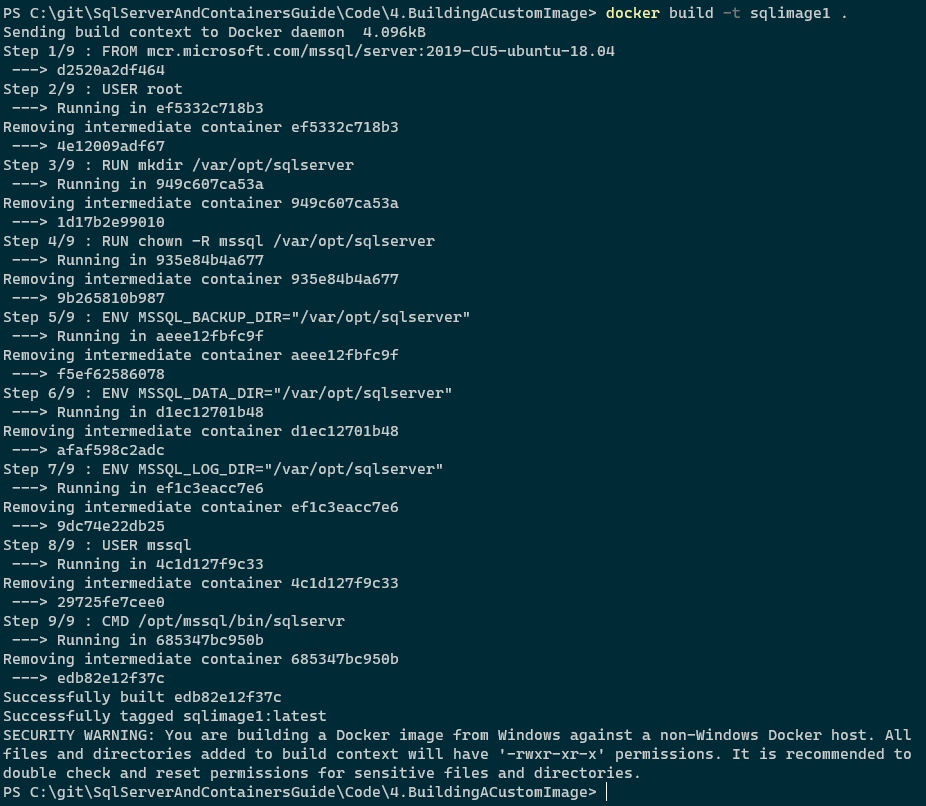 PS C:\git\SqlServerAndContainersGuide\Code\4.BuildingACustomImage> docker build -t sqlimage1 .
Sending build context to Docker daemon  4.096kB
Step 1/9 : FROM mcr.microsoft.com/mssql/server:2019-CU5-ubuntu-18.04
 ---> d2520a2df464
Step 2/9 : USER root
 ---> Running in ef5332c718b3
Removing intermediate container ef5332c718b3
 ---> 4e12009adf67
Step 3/9 : RUN mkdir /var/opt/sqlserver
 ---> Running in 949c607ca53a
Removing intermediate container 949c607ca53a
 ---> 1d17b2e99010
Step 4/9 : RUN chown -R mssql /var/opt/sqlserver
 ---> Running in 935e84b4a677
Removing intermediate container 935e84b4a677
 ---> 9b265810b987
Step 5/9 : ENV MSSQL_BACKUP_DIR="/var/opt/sqlserver"
 ---> Running in aeee12fbfc9f
Removing intermediate container aeee12fbfc9f
 ---> f5ef62586078
Step 6/9 : ENV MSSQL_DATA_DIR="/var/opt/sqlserver"
 ---> Running in d1ec12701b48
Removing intermediate container d1ec12701b48
 ---> afaf598c2adc
Step 7/9 : ENV MSSQL_LOG_DIR="/var/opt/sqlserver"
 ---> Running in ef1c3eacc7e6
Removing intermediate container ef1c3eacc7e6
 ---> 9dc74e22db25
Step 8/9 : USER mssql
 ---> Running in 4c1d127f9c33
Removing intermediate container 4c1d127f9c33
 ---> 29725fe7cee0
Step 9/9 : CMD /opt/mssql/bin/sqlservr
 ---> Running in 685347bc950b
Removing intermediate container 685347bc950b
 ---> edb82e12f37c
Successfully built edb82e12f37c
Successfully tagged sqlimage1:latest
SECURITY WARNING: You are building a Docker image from Windows against a non-Windows Docker host. All
files and directories added to build context will have '-rwxr-xr-x' permissions. It is recommended to
double check and reset permissions for sensitive files and directories.
PS C:\git\SqlServerAndContainersGuide\Code\4.BuildingACustomImage>